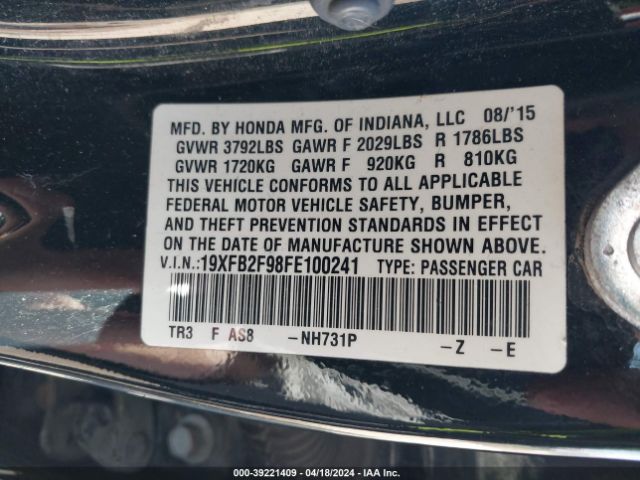 MFD. BY HONDA MFG. OF INDIANA, LLC 08/'15
GVWR 3792LBS GAWR F 2029LBS R 1786LBS
GVWR 1720KG GAWR F 920KG R 810KG
THIS VEHICLE CONFORMS TO ALL APPLICABLE
FEDERAL MOTOR VEHICLE SAFETY, BUMPER,
AND THEFT PREVENTION STANDARDS IN EFFECT
ON THE DATE OF MANUFACTURE SHOWN ABOVE.
V.I.N.:19XFB2F98FE100241 TYPE: PASSENGER CAR
TR3 F AS8 -NH731P -Z -E
000-39221409 - 04/18/2024 - IAA Inc.